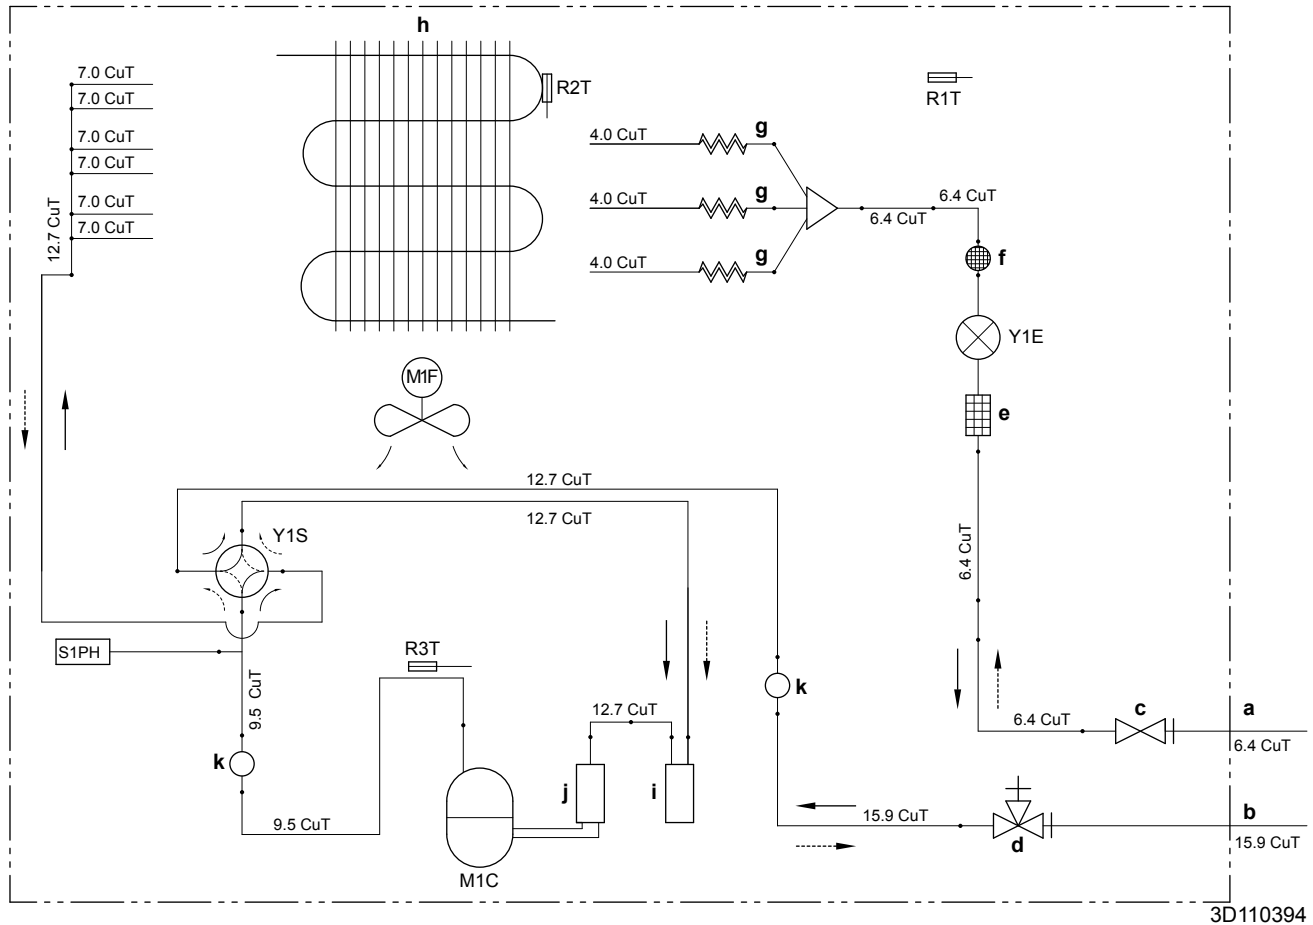 h
7.0 CuT
7.0 CuT
7.0 CuT
7.0 CuT
7.0 CuT
7.0 CuT
12.7 CuT
R2T
R1T
4.0 CuT
g
4.0 CuT
g
4.0 CuT
g
6.4 CuT
6.4 CuT
f
Y1E
e
M1F
12.7 CuT
12.7 CuT
Y1S
6.4 CuT
S1PH
R3T
9.5 CuT
k
k
12.7 CuT
6.4 CuT
c
a
6.4 CuT
j
i
15.9 CuT
d
b
15.9 CuT
9.5 CuT
M1C
3D110394